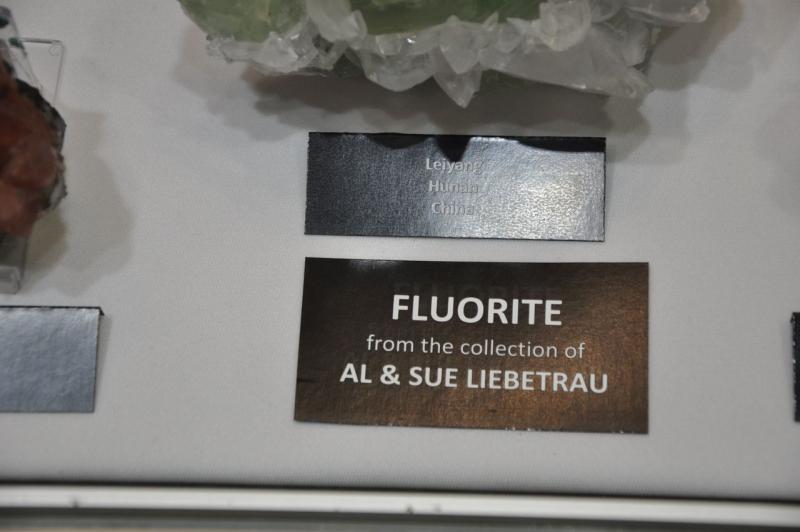 Leiyang
Hunan
China
FLUORITE
from the collection of
AL & SUE LIEBETRAU